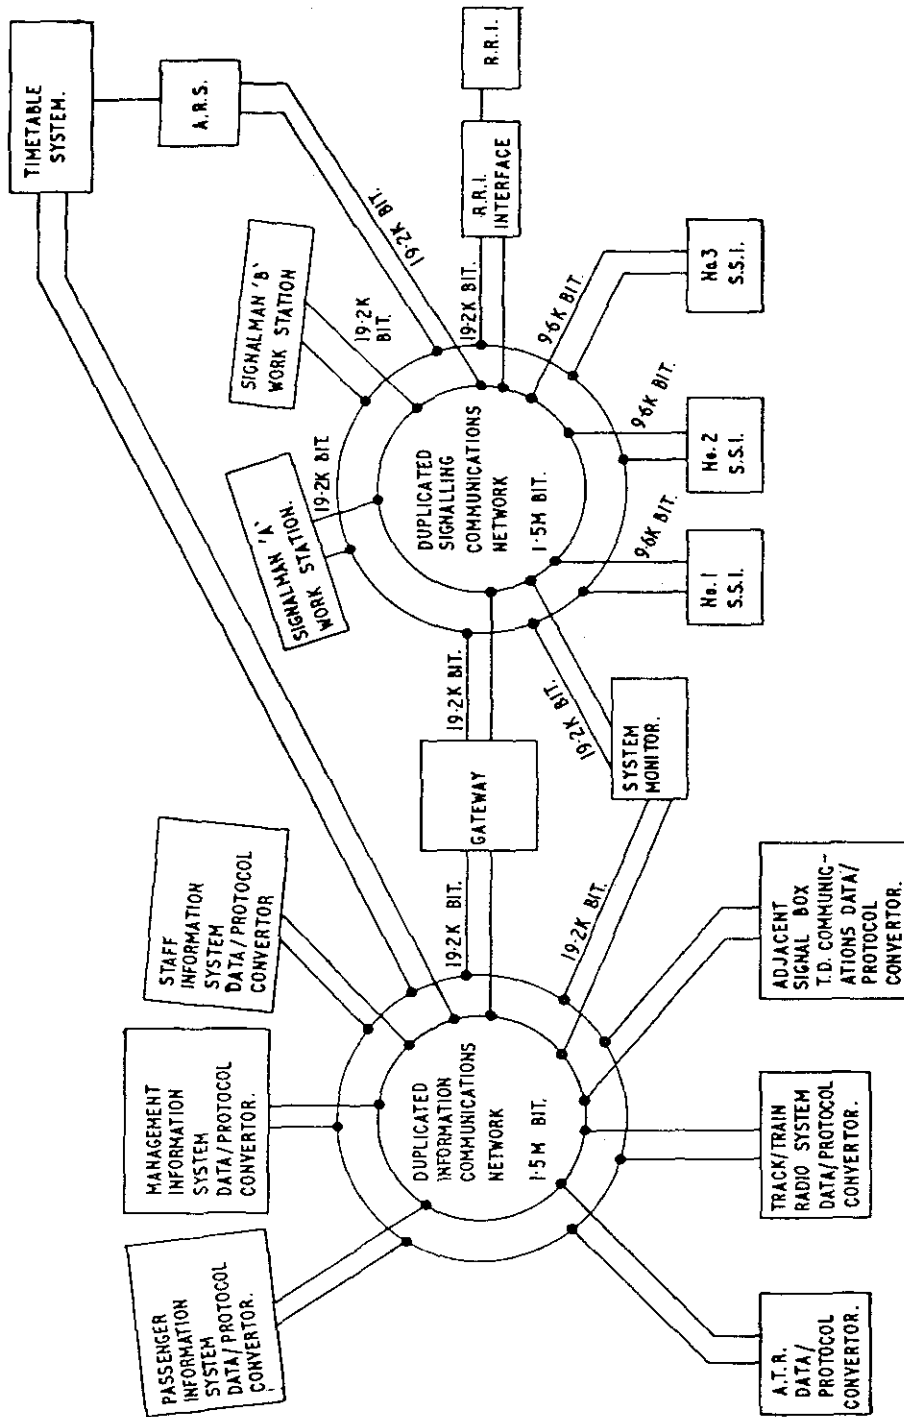 TIMETABLE
SYSTEM.
A.R.S.
19·2K BIT.
SIGNALMAN 'B'
WORK STATION
19·2K
BIT.
SIGNALMAN 'A'
WORK STATION.
19·2K BIT
R.R.I.
R.R.I.
INTERFACE
19·2K BIT.
DUPLICATED
SIGNALLING
COMMUNICATIONS
NETWORK
1·5M BIT.
9·6K BIT.
No.3
S.S.I.
9·6K BIT.
No.2
S.S.I.
9·6K BIT.
No.1
S.S.I.
19·2K BIT.
GATEWAY
19·2K BIT.
19·2K BIT.
SYSTEM
MONITOR.
19·2K BIT.
STAFF
INFORMATION
SYSTEM
DATA/PROTOCOL
CONVERTOR
MANAGEMENT
INFORMATION
SYSTEM
DATA/PROTOCOL
CONVERTOR.
PASSENGER
INFORMATION
SYSTEM
DATA/PROTOCOL
CONVERTOR.
DUPLICATED
INFORMATION
COMMUNICATIONS
NETWORK
1·5M BIT.
A.T.R.
DATA/
PROTOCOL
CONVERTOR.
TRACK/TRAIN
RADIO SYSTEM
DATA/PROTOCOL
CONVERTOR.
ADJACENT
SIGNAL BOX
T.D. COMMUNIC-
ATIONS DATA/
PROTOCOL
CONVERTOR.